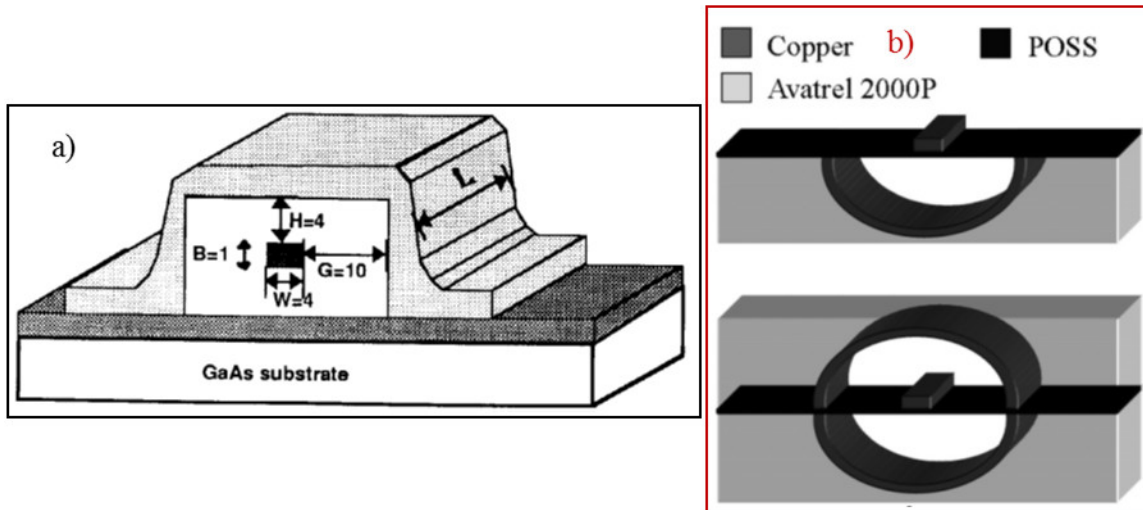 a)
H=4
B=1
G=10
W=4
L
GaAs substrate
Copper b) POSS
Avatrel 2000P